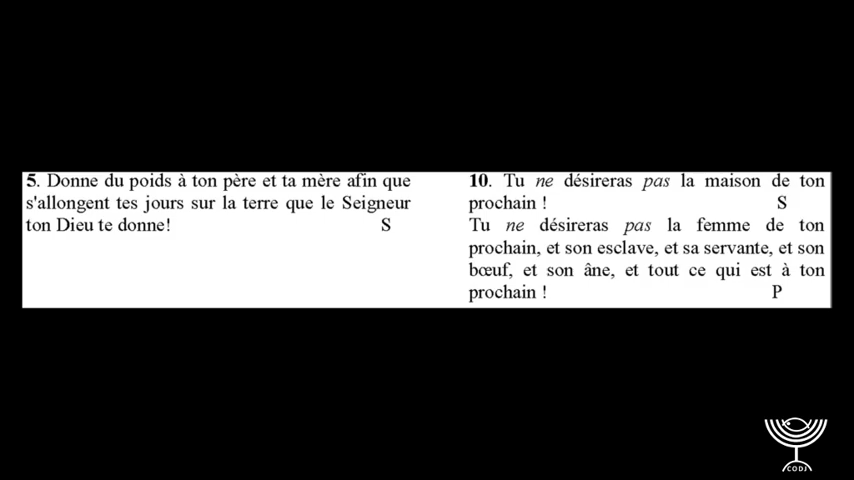 5. Donne du poids à ton père et ta mère afin que
s'allongent tes jours sur la terre que le Seigneur
ton Dieu te donne! S
10. Tu ne désireras pas la maison de ton
prochain ! S
Tu ne désireras pas la femme de ton
prochain, et son esclave, et sa servante, et son
bœuf, et son âne, et tout ce qui est à ton
prochain ! P
CODJ